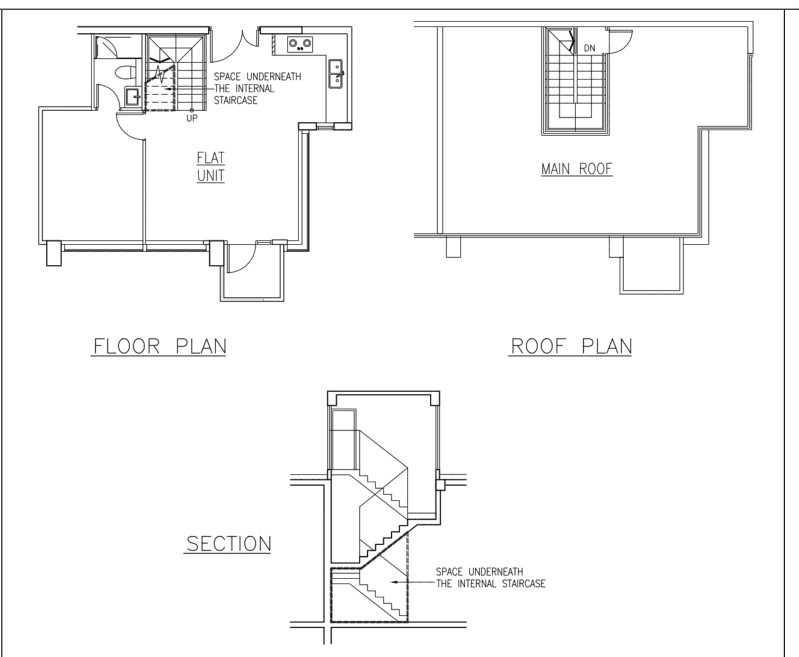 SPACE UNDERNEATH
THE INTERNAL
STAIRCASE
UP
FLAT
UNIT
FLOOR PLAN
DN
MAIN ROOF
ROOF PLAN
SECTION
SPACE UNDERNEATH
THE INTERNAL STAIRCASE